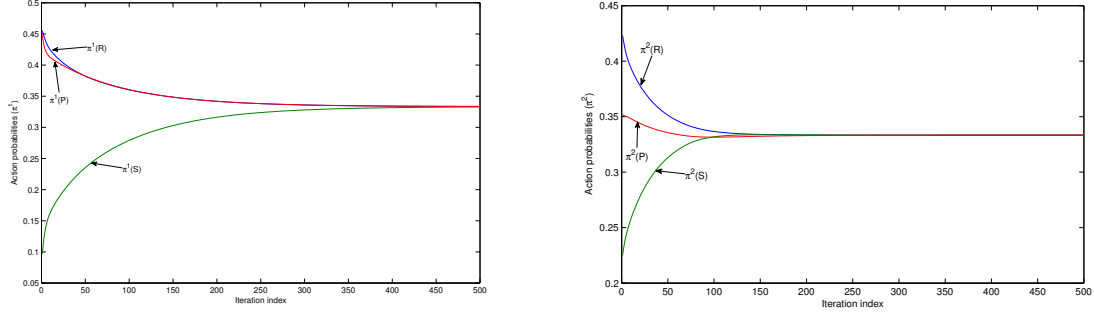 0.5
0.45
0.4
0.35
0.3
0.25
0.2
0.15
0.1
0.05
Action probabilities (π¹)
π¹(R)
π¹(P)
π¹(S)
0 50 100 150 200 250 300 350 400 450 500
Iteration index
0.45
0.4
0.35
0.3
0.25
0.2
Action probabilities (π²)
π²(R)
π²(P)
π²(S)
0 50 100 150 200 250 300 350 400 450 500
Iteration index